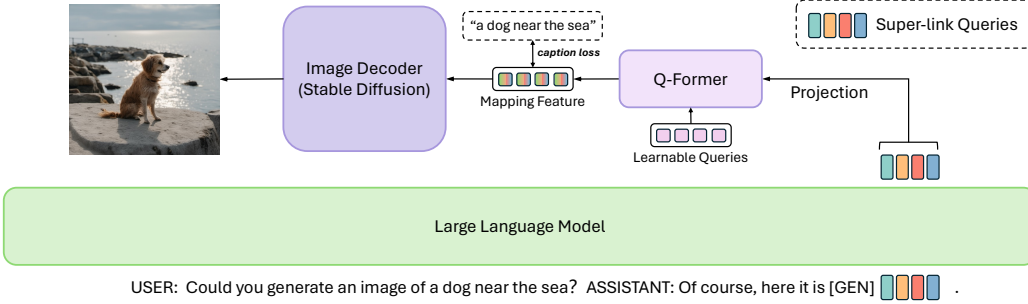 "a dog near the sea"
caption loss
Super-link Queries
Image Decoder
(Stable Diffusion)
Q-Former
Mapping Feature
Projection
Learnable Queries
Large Language Model
USER: Could you generate an image of a dog near the sea? ASSISTANT: Of course, here it is [GEN] .